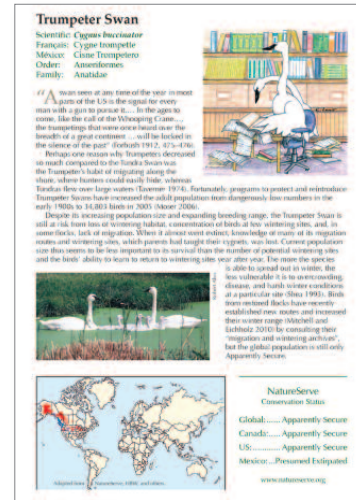 Trumpeter Swan
Scientific: Cygnus buccinator
Français: Cygne trompette
México: Cisne Trompetero
Order: Anseriformes
Family: Anatidae
"A swan seen at any time of the year in most
parts of the US is the signal for every
man with a gun to pursue it.... In the ages to
come, like the call of the Whooping Crane...,
the trumpetings that were once heard over the
breadth of a great continent ... will be locked in
the silence of the past" (Forbush 1912, 475–476).
Perhaps one reason why Trumpeters decreased
so much compared to the Tundra Swan was
the Trumpeter's habit of migrating along the
shore, where hunters could easily hide, whereas
Tundras flew over large waters (Taverner 1974). Fortunately, programs to protect and reintroduce
Trumpeter Swans have increased the adult population from dangerously low numbers in the
early 1900s to 34,803 birds in 2005 (Moser 2006).
Despite its increasing population size and expanding breeding range, the Trumpeter Swan is
still at risk from loss of wintering habitat, concentration of birds at few wintering sites, and, in
some flocks, lack of migration. When it almost went extinct, knowledge of many of its migration
routes and wintering sites, which parents had taught their cygnets, was lost. Current population
size thus seems to be less important to its survival than the number of potential wintering sites
and the birds' ability to learn to return to wintering sites year after year. The more the species
is able to spread out in winter, the
less vulnerable it is to overcrowding,
disease, and harsh winter conditions
at a particular site (Shea 1993). Birds
from restored flocks have recently
established new routes and increased
their winter range (Mitchell and
Eichholz 2010) by consulting their
"migration and wintering archives",
but the global population is still only
Apparently Secure.
NatureServe
Conservation Status
Global:...... Apparently Secure
Canada:..... Apparently Secure
US:............ Apparently Secure
Mexico:...Presumed Extirpated
www.natureserve.org
Adapted from NatureServe, and others.